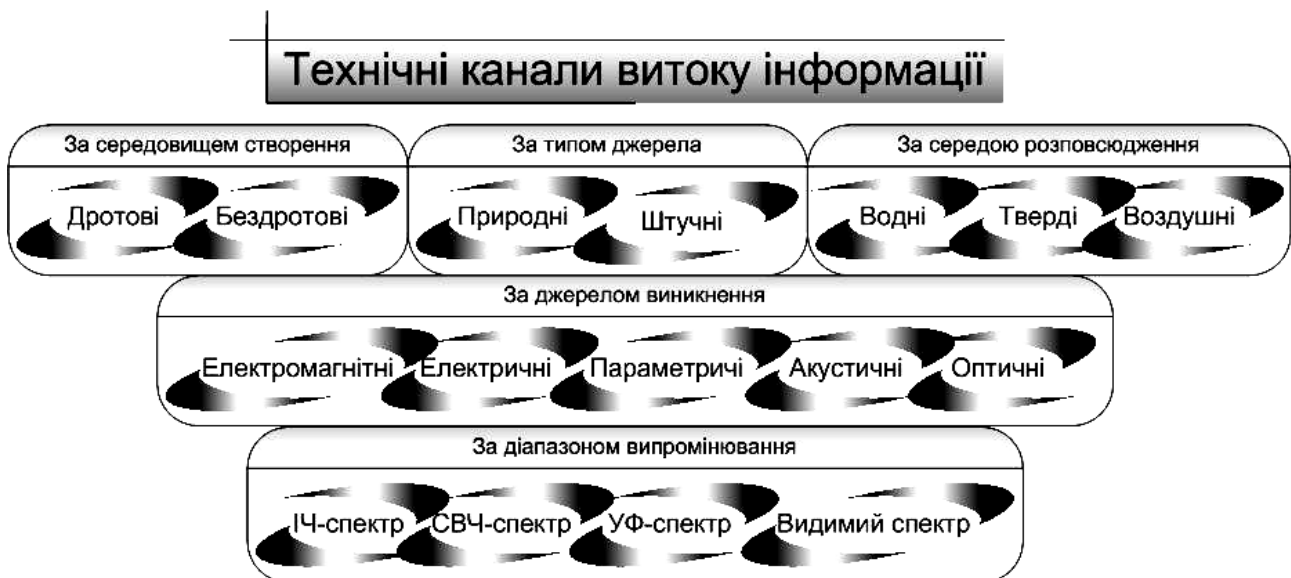 Технічні канали витоку інформації
За середовищем створення
За типом джерела
За середою розповсюдження
Дротові Бездротові
Природні Штучні
Водні Тверді Воздушні
За джерелом виникнення
Електромагнітні Електричні Параметричі Акустичні Оптичні
За діапазоном випромінювання
ІЧ-спектр СВЧ-спектр УФ-спектр Видимий спектр